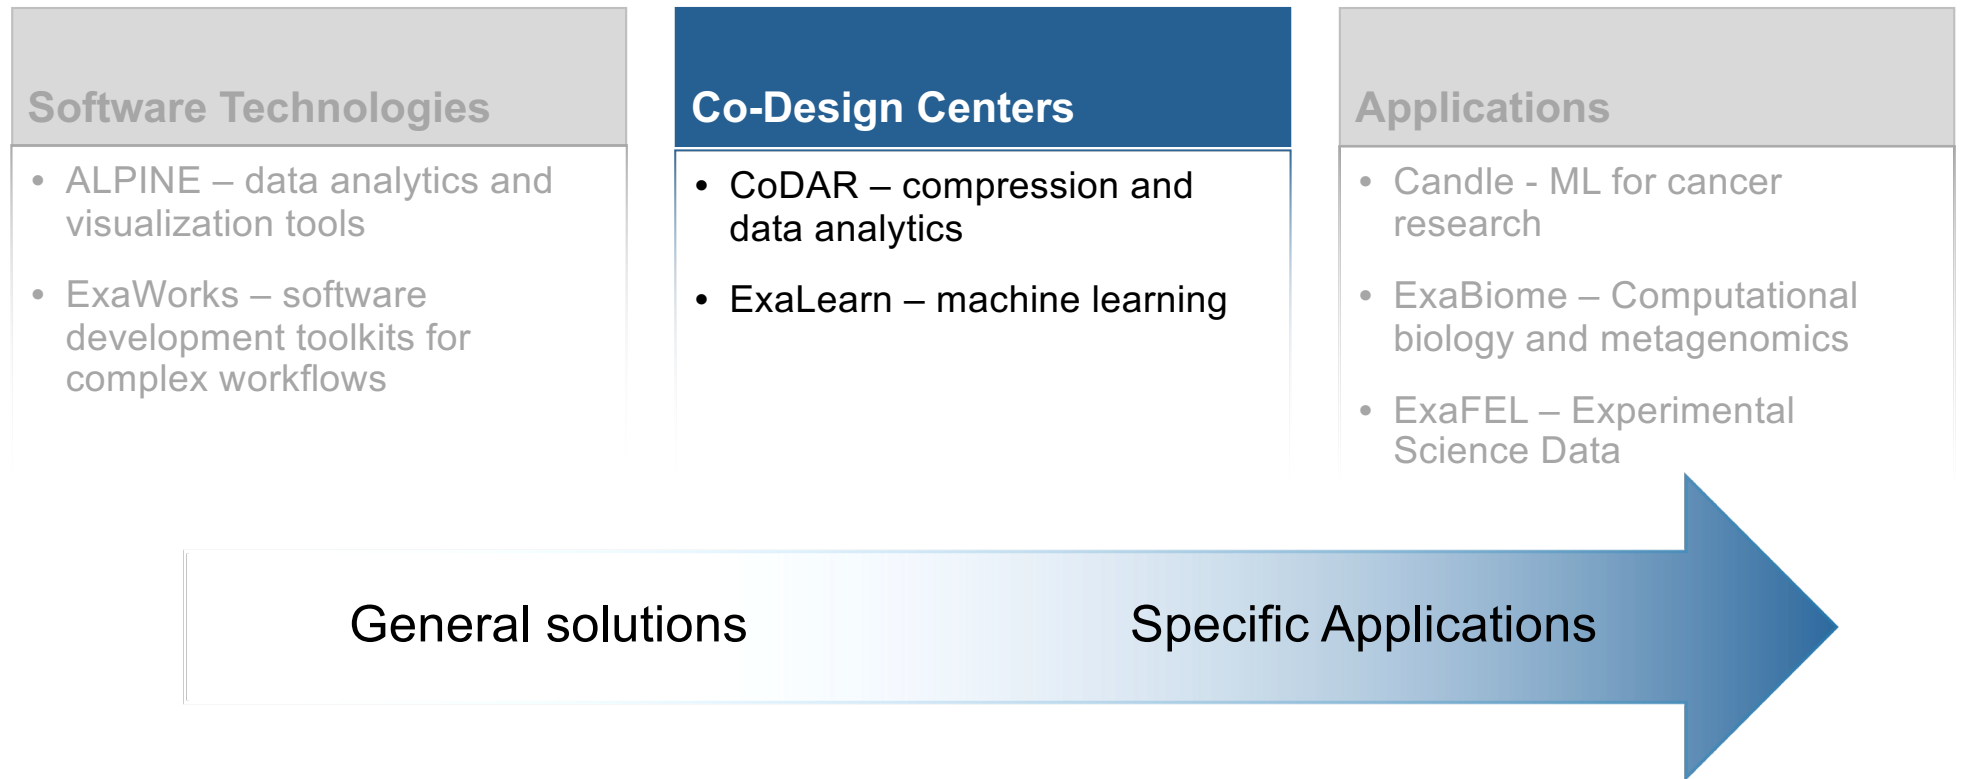 Software Technologies
• ALPINE – data analytics and
visualization tools
• ExaWorks – software
development toolkits for
complex workflows
Co-Design Centers
• CoDAR – compression and
data analytics
• ExaLearn – machine learning
Applications
• Candle - ML for cancer
research
• ExaBiome – Computational
biology and metagenomics
• ExaFEL – Experimental
Science Data
General solutions
Specific Applications